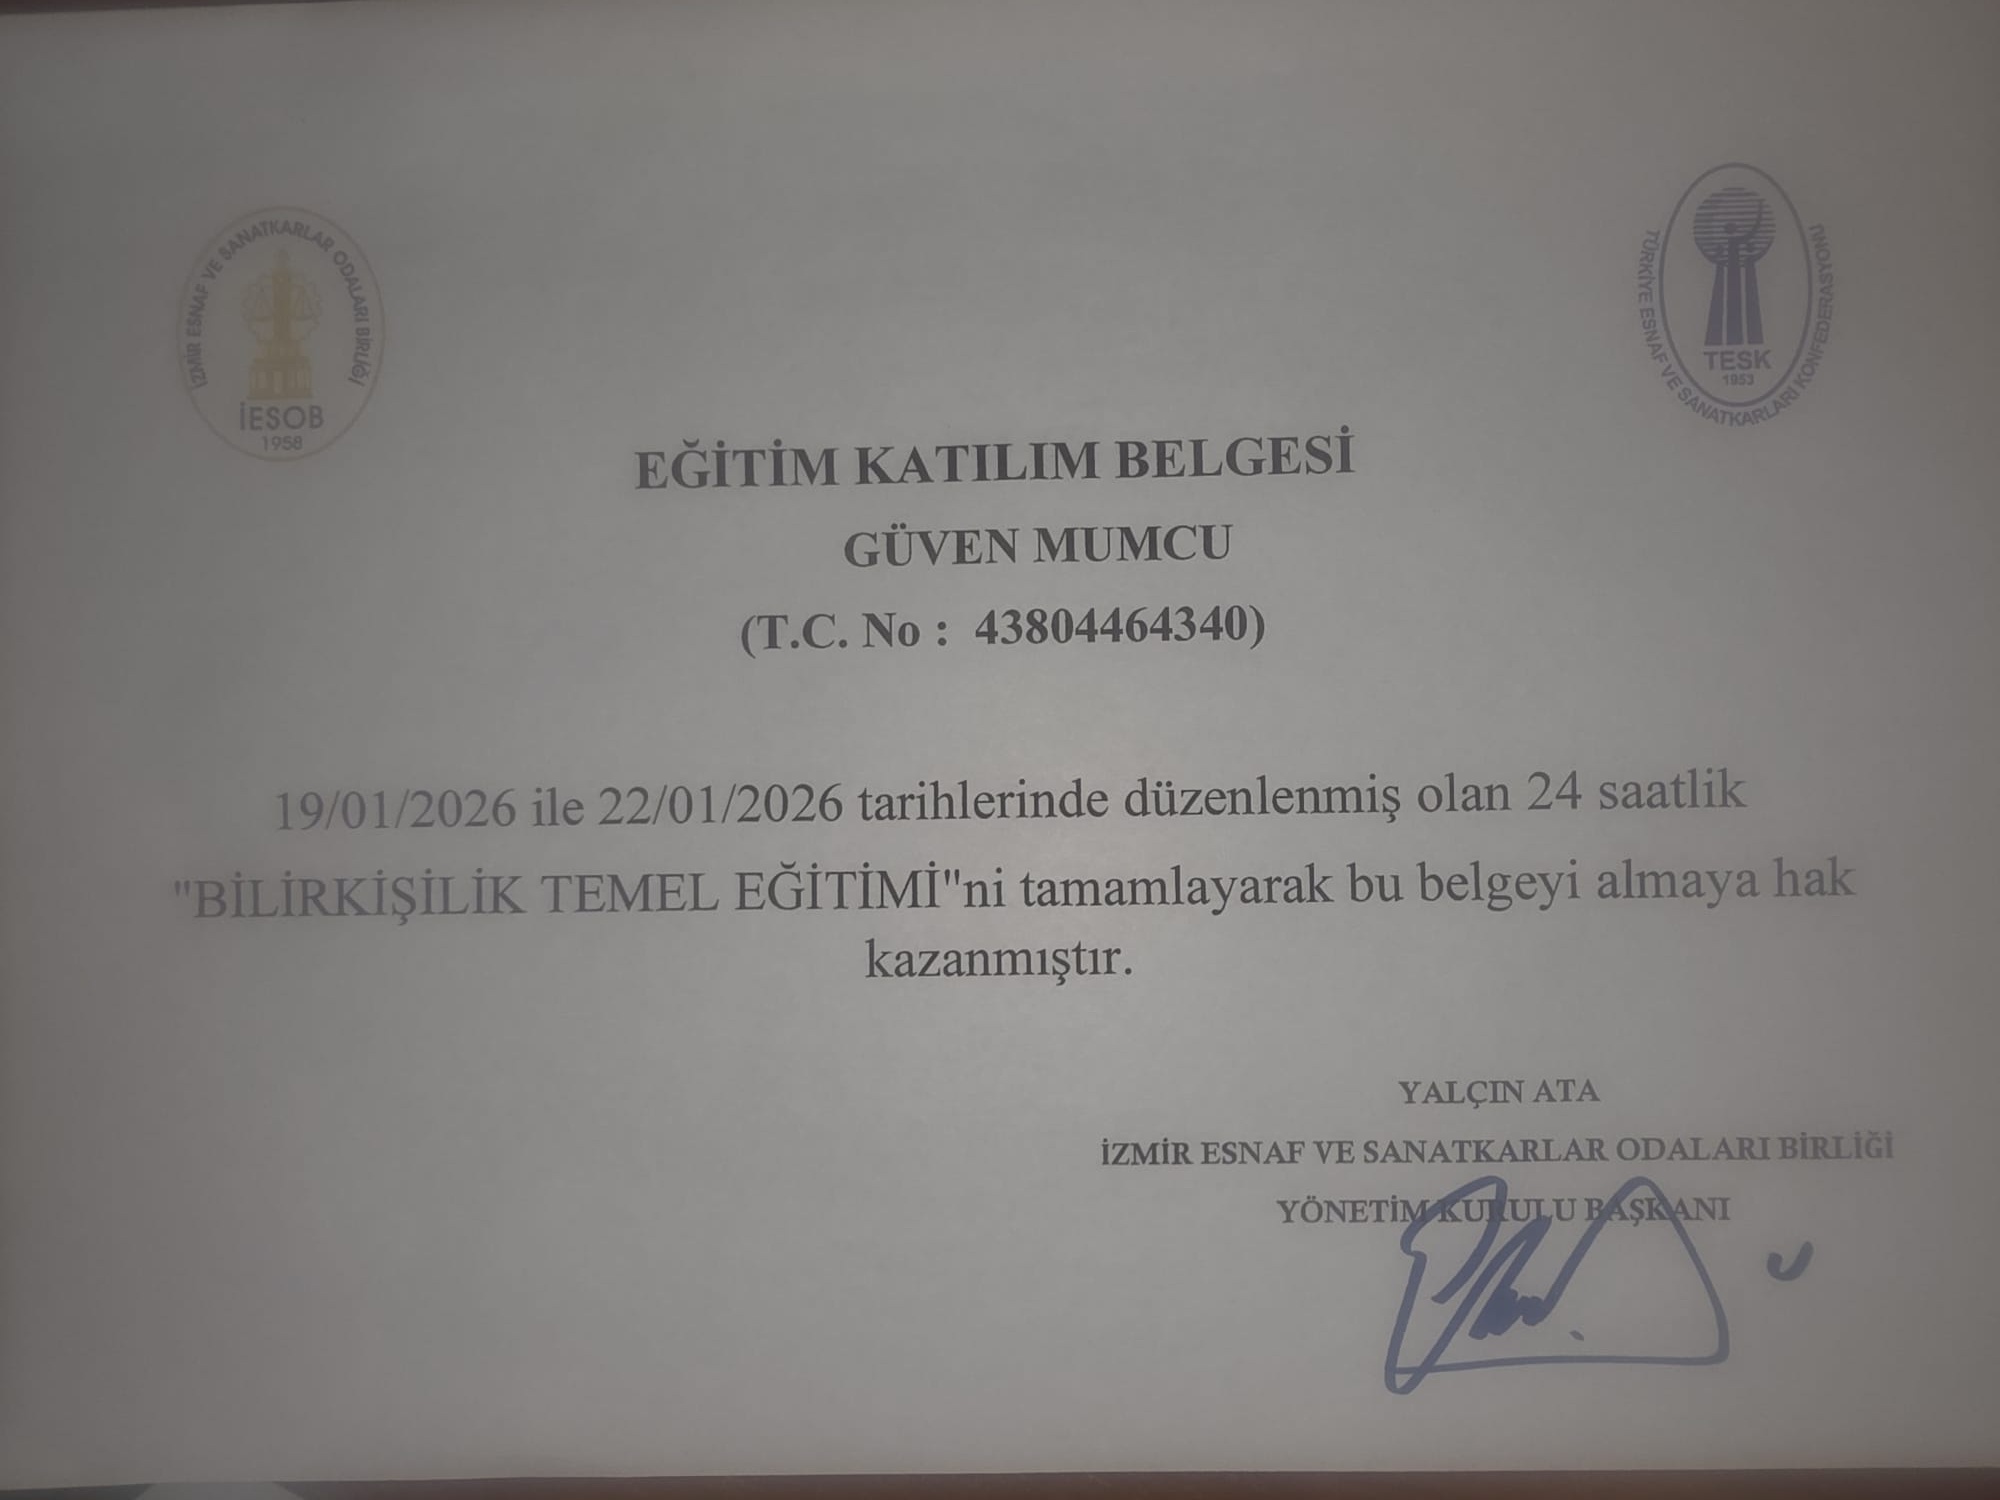 İZMİR ESNAF VE SANATKARLAR ODALARI BİRLİĞİ
İESOB
1958
TÜRKİYE ESNAF VE SANATKARLARI KONFEDERASYONU
TESK
1953
EĞİTİM KATILIM BELGESİ
GÜVEN MUMCU
(T.C. No : 43804464340)
19/01/2026 ile 22/01/2026 tarihlerinde düzenlenmiş olan 24 saatlik
"BİLİRKİŞİLİK TEMEL EĞİTİMİ"ni tamamlayarak bu belgeyi almaya hak
kazanmıştır.
YALÇIN ATA
İZMİR ESNAF VE SANATKARLAR ODALARI BİRLİĞİ
YÖNETİM KURULU BAŞKANI